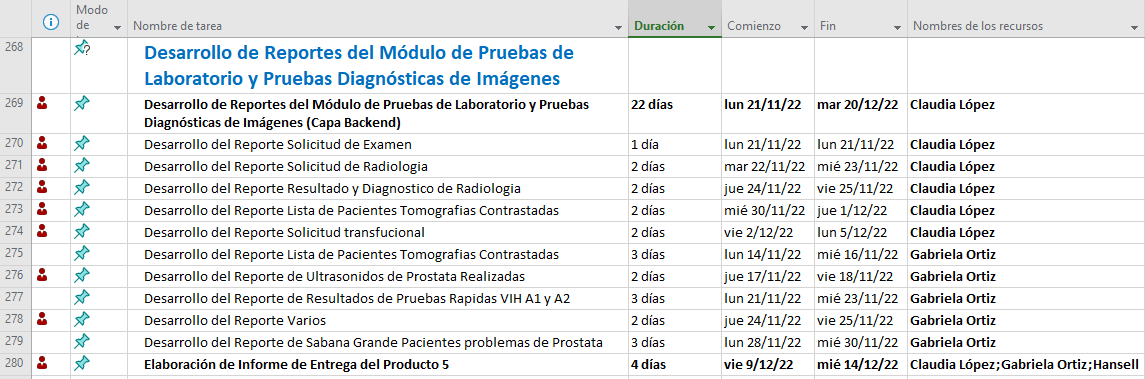 Modo de Nombre de tarea Duración Comienzo Fin Nombres de los recursos
268 Desarrollo de Reportes del Módulo de Pruebas de
Laboratorio y Pruebas Diagnósticas de Imágenes
269 Desarrollo de Reportes del Módulo de Pruebas de Laboratorio y Pruebas 22 días lun 21/11/22 mar 20/12/22 Claudia López
Diagnósticas de Imágenes (Capa Backend)
270 Desarrollo del Reporte Solicitud de Examen 1 día lun 21/11/22 lun 21/11/22 Claudia López
271 Desarrollo del Reporte Solicitud de Radiologia 2 días mar 22/11/22 mié 23/11/22 Claudia López
272 Desarrollo del Reporte Resultado y Diagnostico de Radiologia 2 días jue 24/11/22 vie 25/11/22 Claudia López
273 Desarrollo del Reporte Lista de Pacientes Tomografias Contrastadas 2 días mié 30/11/22 jue 1/12/22 Claudia López
274 Desarrollo del Reporte Solicitud transfucional 2 días vie 2/12/22 lun 5/12/22 Claudia López
275 Desarrollo del Reporte Lista de Pacientes Tomografias Contrastadas 3 días lun 14/11/22 mié 16/11/22 Gabriela Ortiz
276 Desarrollo del Reporte de Ultrasonidos de Prostata Realizadas 2 días jue 17/11/22 vie 18/11/22 Gabriela Ortiz
277 Desarrollo del Reporte de Resultados de Pruebas Rapidas VIH A1 y A2 3 días lun 21/11/22 mié 23/11/22 Gabriela Ortiz
278 Desarrollo del Reporte Varios 2 días jue 24/11/22 vie 25/11/22 Gabriela Ortiz
279 Desarrollo del Reporte de Sabana Grande Pacientes problemas de Prostata 3 días lun 28/11/22 mié 30/11/22 Gabriela Ortiz
280 Elaboración de Informe de Entrega del Producto 5 4 días vie 9/12/22 mié 14/12/22 Claudia López;Gabriela Ortiz;Hansell